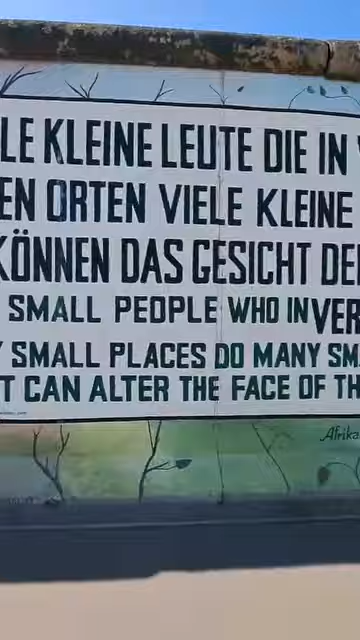 LE KLEINE LEUTE DIE IN
EN ORTEN VIELE KLEINE
KÖNNEN DAS GESICHT DE
SMALL PEOPLE WHO IN VER
SMALL PLACES DO MANY SM
T CAN ALTER THE FACE OF TH
Afrika